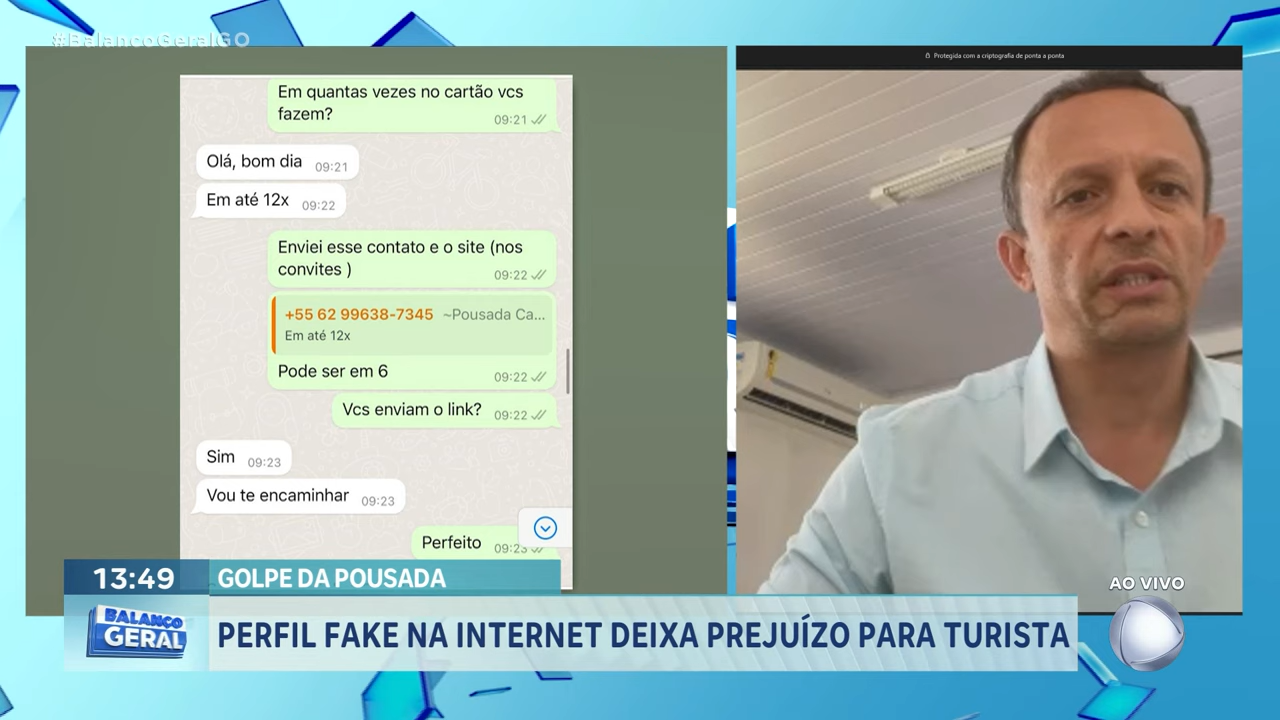 #BalancoGeralGO
Protegida com a criptografia de ponta a ponta
Em quantas vezes no cartão vcs
fazem?
09:21
Olá, bom dia 09:21
Em até 12x 09:22
Enviei esse contato e o site (nos
convites )
09:22
+55 62 99638-7345 ~Pousada Ca...
Em até 12x
Pode ser em 6 09:22
Vcs enviam o link? 09:22
Sim 09:23
Vou te encaminhar 09:23
Perfeito 09:23
13:49
GOLPE DA POUSADA
AO VIVO
BALANÇO
GERAL
PERFIL FAKE NA INTERNET DEIXA PREJUÍZO PARA TURISTA